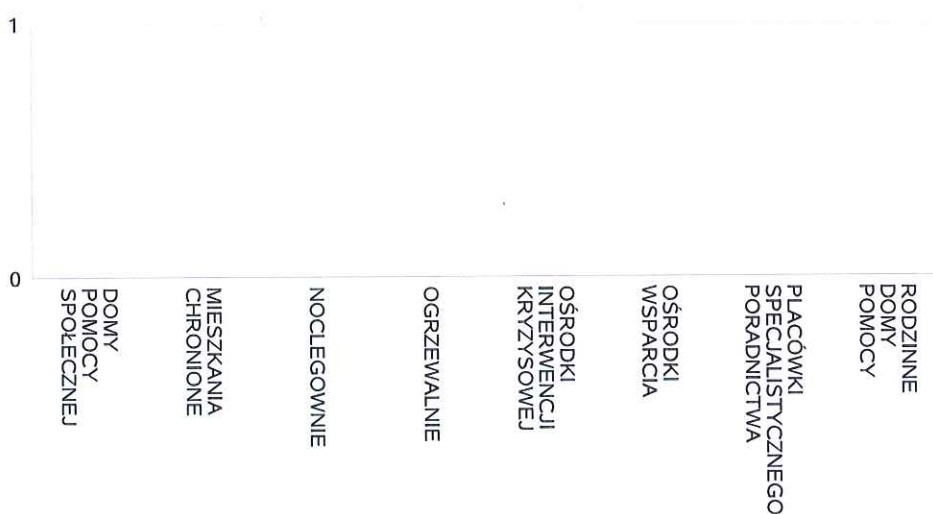 1
0
DOMY
POMOCY
SPOŁECZNEJ
MIESZKANIA
CHRONIONE
NOCLEGOWNIE
OGRZEWALNIE
OŚRODKI
INTERWENCJI
KRYZYSOWEJ
OŚRODKI
WSPARCIA
PLACÓWKI
SPECJALISTYCZNEGO
PORADNICTWA
RODZINNE
DOMY
POMOCY